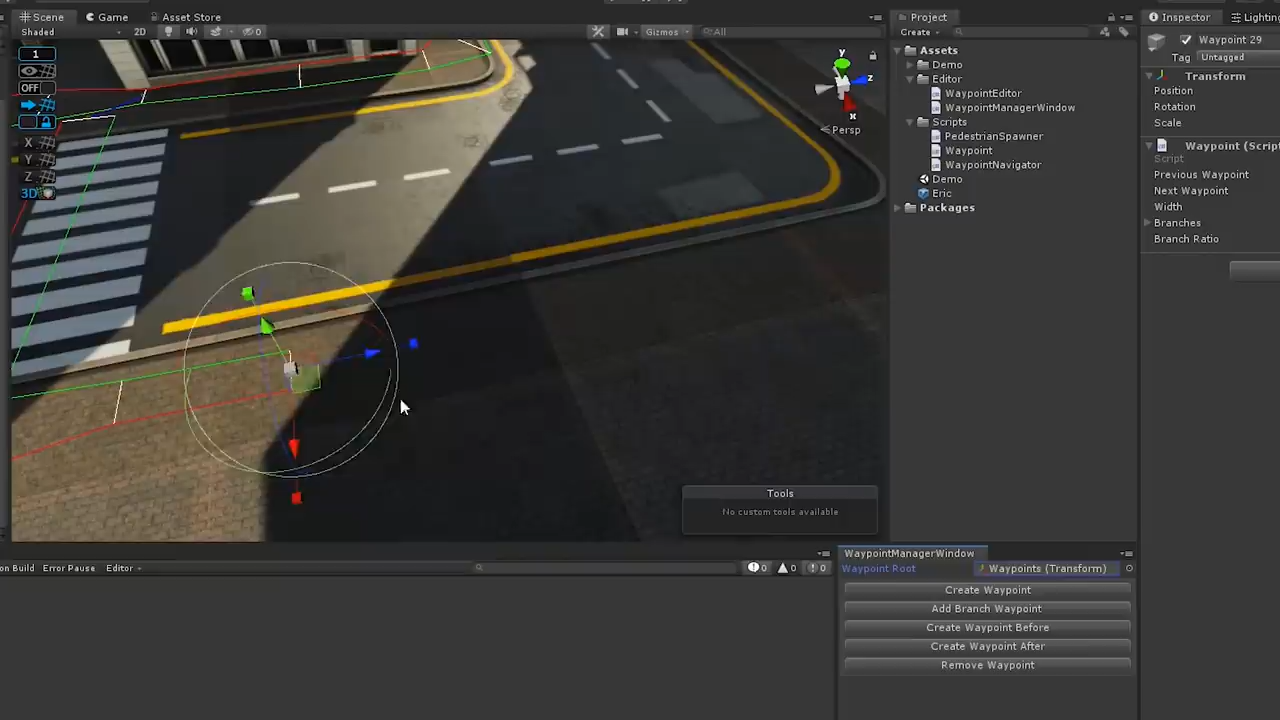 Scene Game Asset Store
Shaded 2D 0 Gizmos All
1
OFF
X
Y
Z
3D
y
z
x
Persp
Tools
No custom tools available
Project
Create
Assets
Demo
Editor
WaypointEditor
WaypointManagerWindow
Scripts
PedestrianSpawner
Waypoint
WaypointNavigator
Demo
Eric
Packages
Inspector Lighting
Waypoint 29
Tag Untagged
Transform
Position
Rotation
Scale
Waypoint (Script
Script
Previous Waypoint
Next Waypoint
Width
Branches
Branch Ratio
on Build Error Pause Editor 0 0 0
WaypointManagerWindow
Waypoint Root Waypoints (Transform)
Create Waypoint
Add Branch Waypoint
Create Waypoint Before
Create Waypoint After
Remove Waypoint